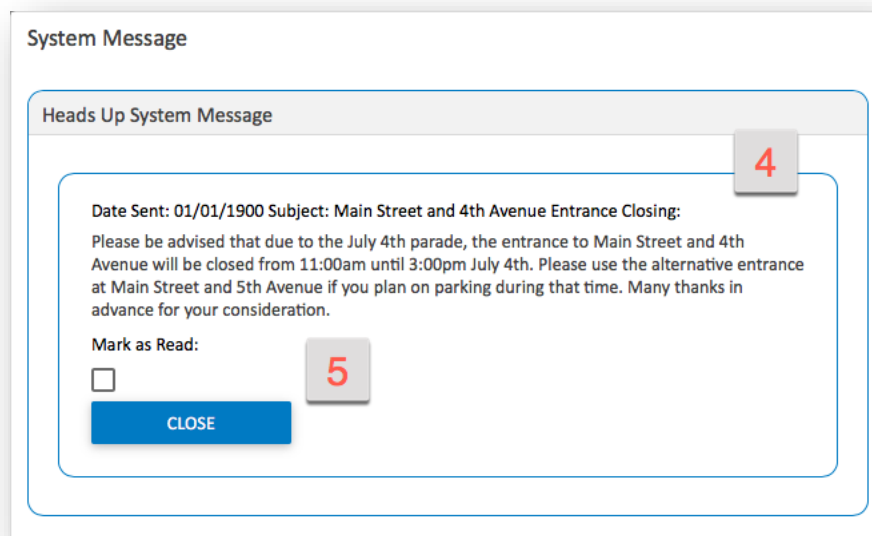 System Message
Heads Up System Message
4
Date Sent: 01/01/1900 Subject: Main Street and 4th Avenue Entrance Closing:
Please be advised that due to the July 4th parade, the entrance to Main Street and 4th
Avenue will be closed from 11:00am until 3:00pm July 4th. Please use the alternative entrance
at Main Street and 5th Avenue if you plan on parking during that time. Many thanks in
advance for your consideration.
Mark as Read:
5
CLOSE